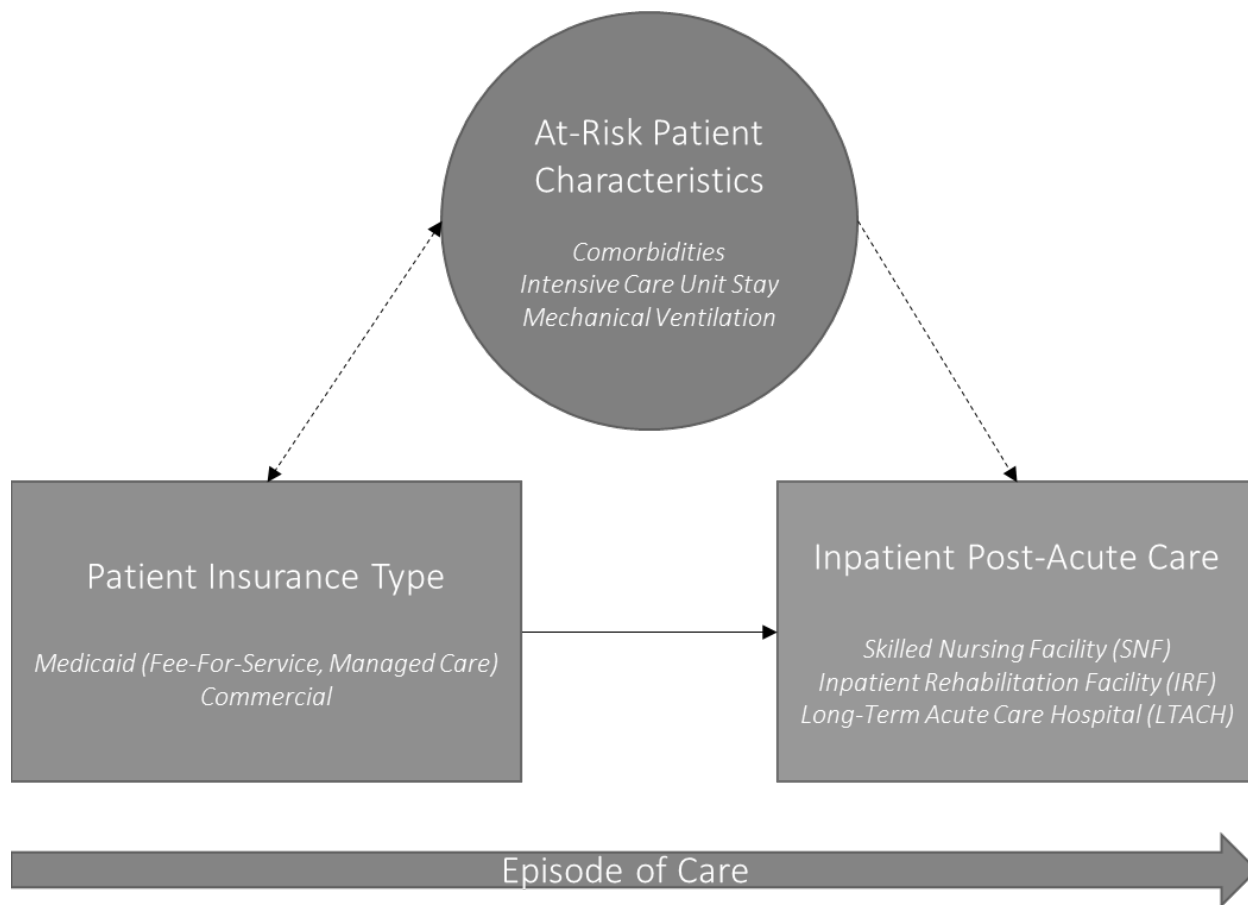 At-Risk Patient
Characteristics
Comorbidities
Intensive Care Unit Stay
Mechanical Ventilation
Patient Insurance Type
Medicaid (Fee-For-Service, Managed Care)
Commercial
Inpatient Post-Acute Care
Skilled Nursing Facility (SNF)
Inpatient Rehabilitation Facility (IRF)
Long-Term Acute Care Hospital (LTACH)
Episode of Care